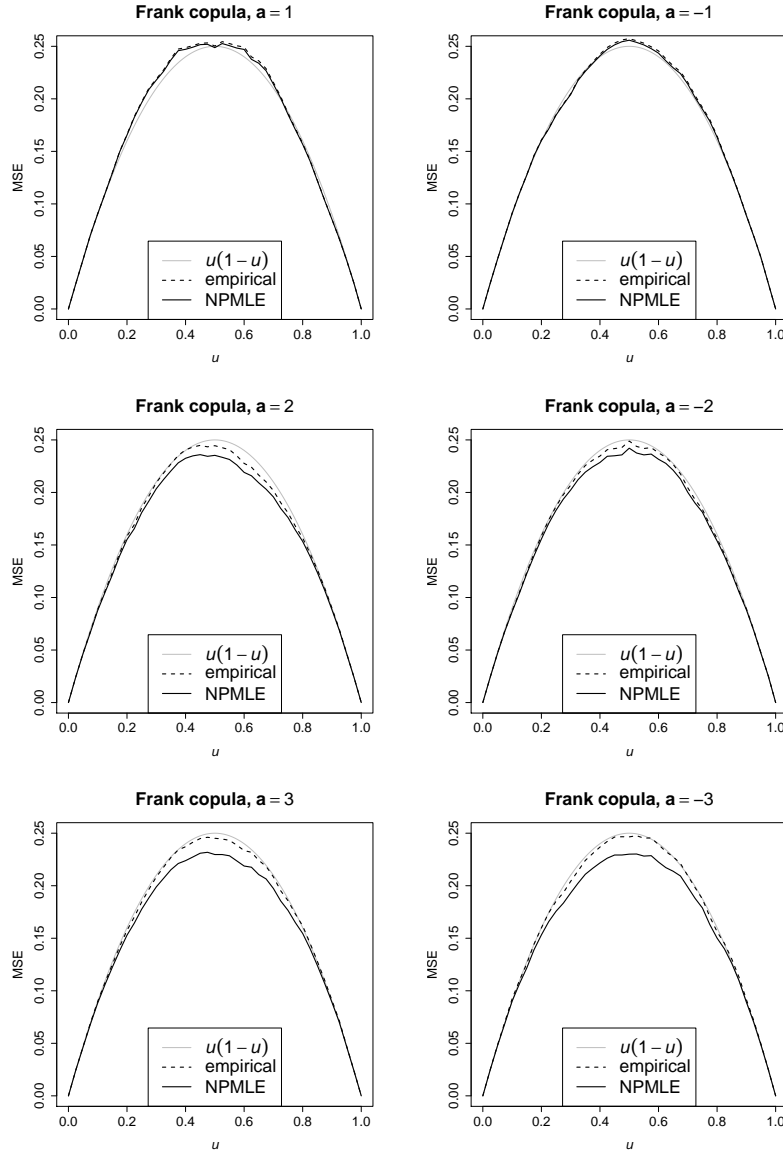 Frank copula, a = 1
MSE
0.00 0.05 0.10 0.15 0.20 0.25
u(1−u)
empirical
NPMLE
0.0 0.2 0.4 0.6 0.8 1.0
u
Frank copula, a = −1
MSE
0.00 0.05 0.10 0.15 0.20 0.25
u(1−u)
empirical
NPMLE
0.0 0.2 0.4 0.6 0.8 1.0
u
Frank copula, a = 2
MSE
0.00 0.05 0.10 0.15 0.20 0.25
u(1−u)
empirical
NPMLE
0.0 0.2 0.4 0.6 0.8 1.0
u
Frank copula, a = −2
MSE
0.00 0.05 0.10 0.15 0.20 0.25
u(1−u)
empirical
NPMLE
0.0 0.2 0.4 0.6 0.8 1.0
u
Frank copula, a = 3
MSE
0.00 0.05 0.10 0.15 0.20 0.25
u(1−u)
empirical
NPMLE
0.0 0.2 0.4 0.6 0.8 1.0
u
Frank copula, a = −3
MSE
0.00 0.05 0.10 0.15 0.20 0.25
u(1−u)
empirical
NPMLE
0.0 0.2 0.4 0.6 0.8 1.0
u